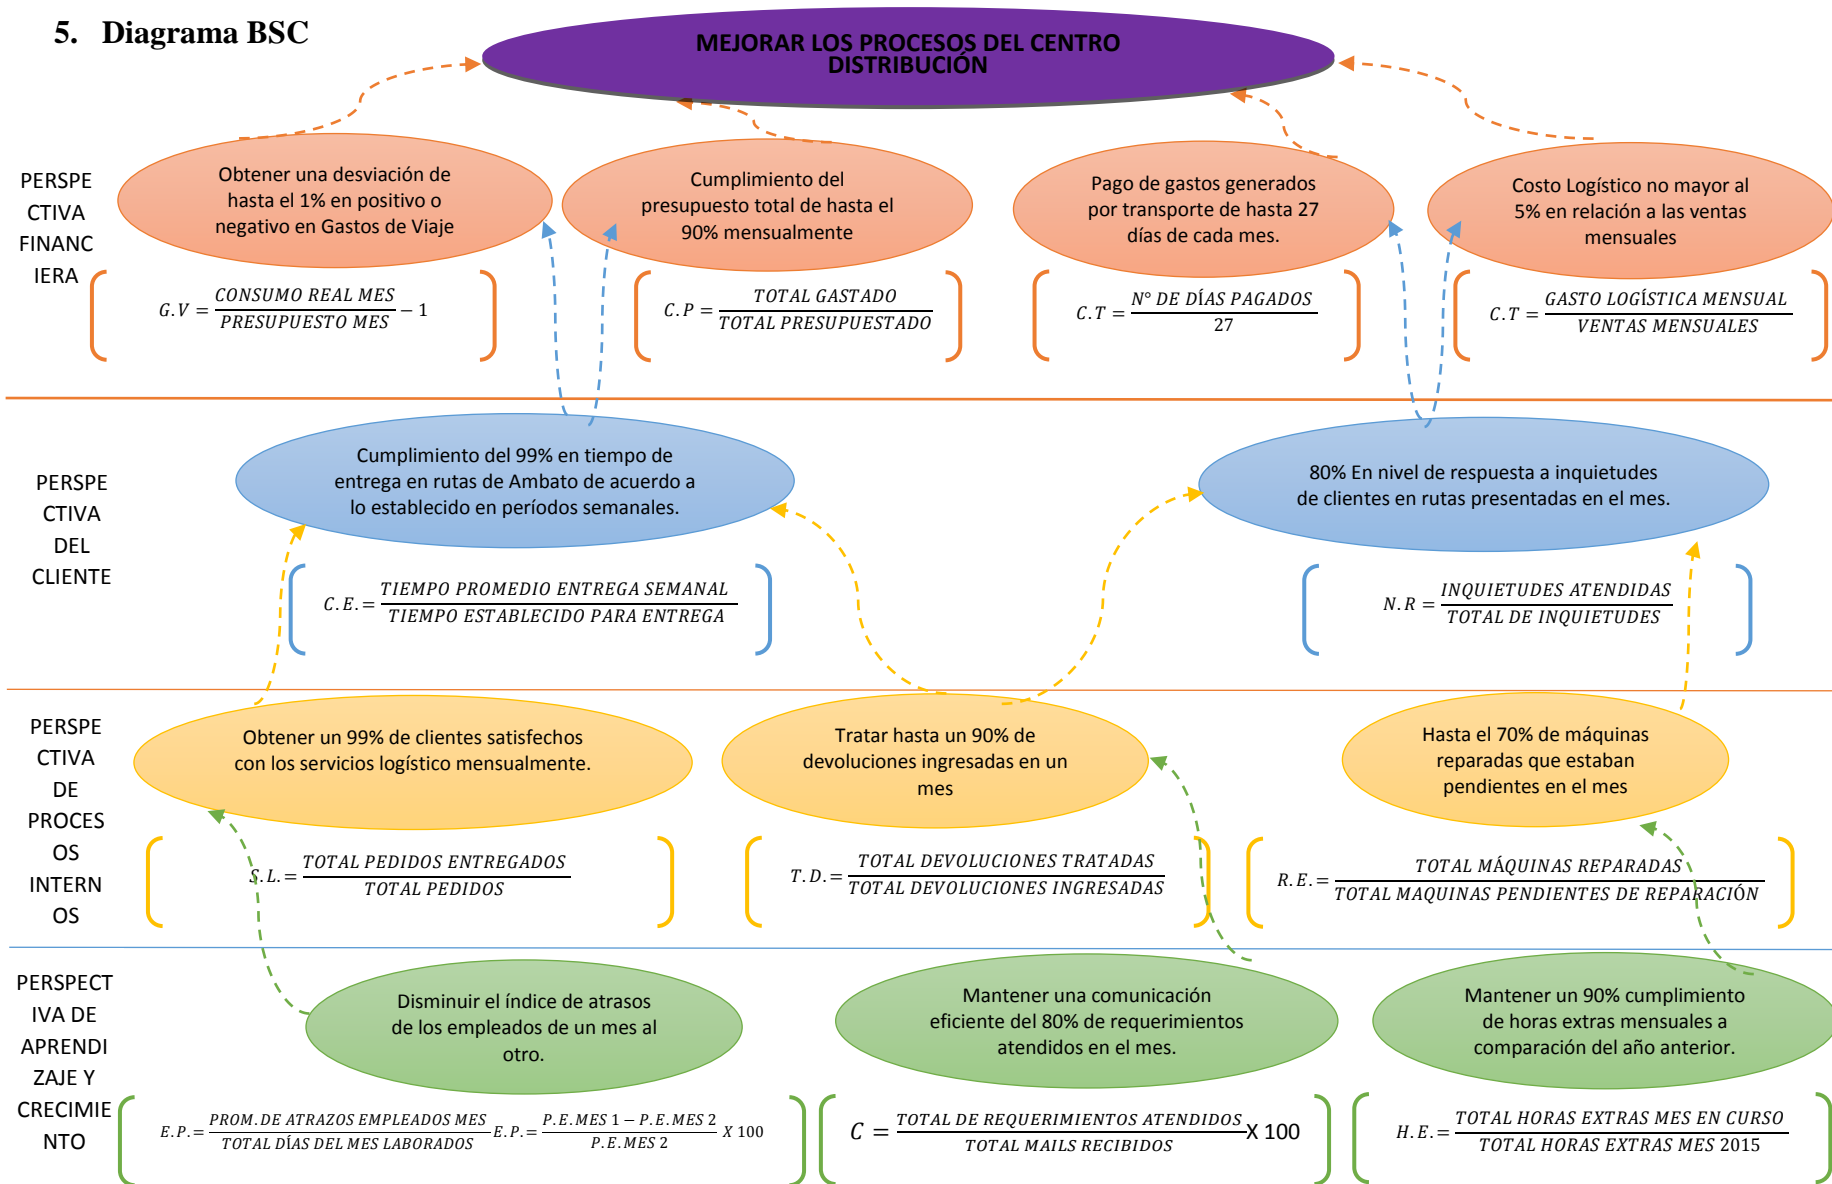 5. Diagrama BSC
MEJORAR LOS PROCESOS DEL CENTRO
DISTRIBUCIÓN
PERSPE
CTIVA
FINANC
IERA
Obtener una desviación de
hasta el 1% en positivo o
negativo en Gastos de Viaje
Cumplimiento del
presupuesto total de hasta el
90% mensualmente
Pago de gastos generados
por transporte de hasta 27
días de cada mes.
Costo Logístico no mayor al
5% en relación a las ventas
mensuales
G.V = CONSUMO REAL MES / PRESUPUESTO MES − 1
C.P = TOTAL GASTADO / TOTAL PRESUPUESTADO
C.T = N° DE DÍAS PAGADOS / 27
C.T = GASTO LOGÍSTICA MENSUAL / VENTAS MENSUALES
PERSPE
CTIVA
DEL
CLIENTE
Cumplimiento del 99% en tiempo de
entrega en rutas de Ambato de acuerdo a
lo establecido en períodos semanales.
80% En nivel de respuesta a inquietudes
de clientes en rutas presentadas en el mes.
C.E.= TIEMPO PROMEDIO ENTREGA SEMANAL / TIEMPO ESTABLECIDO PARA ENTREGA
N.R = INQUIETUDES ATENDIDAS / TOTAL DE INQUIETUDES
PERSPE
CTIVA
DE
PROCES
OS
INTERN
OS
Obtener un 99% de clientes satisfechos
con los servicios logístico mensualmente.
Tratar hasta un 90% de
devoluciones ingresadas en un
mes
Hasta el 70% de máquinas
reparadas que estaban
pendientes en el mes
S.L.= TOTAL PEDIDOS ENTREGADOS / TOTAL PEDIDOS
T.D.= TOTAL DEVOLUCIONES TRATADAS / TOTAL DEVOLUCIONES INGRESADAS
R.E.= TOTAL MÁQUINAS REPARADAS / TOTAL MAQUINAS PENDIENTES DE REPARACIÓN
PERSPECT
IVA DE
APRENDI
ZAJE Y
CRECIMIE
NTO
Disminuir el índice de atrasos
de los empleados de un mes al
otro.
Mantener una comunicación
eficiente del 80% de requerimientos
atendidos en el mes.
Mantener un 90% cumplimiento
de horas extras mensuales a
comparación del año anterior.
E.P.= PROM.DE ATRAZOS EMPLEADOS MES / TOTAL DÍAS DEL MES LABORADOS E.P.= P.E.MES 1 − P.E.MES 2 / P.E.MES 2 X 100
C = TOTAL DE REQUERIMIENTOS ATENDIDOS / TOTAL MAILS RECIBIDOS X 100
H.E.= TOTAL HORAS EXTRAS MES EN CURSO / TOTAL HORAS EXTRAS MES 2015